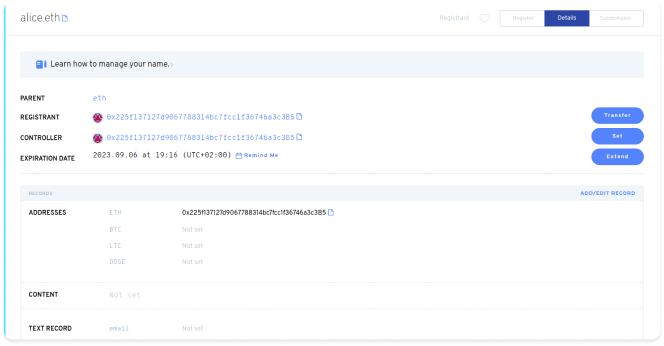 alice.eth
Registrant Register Details Subdomains
Learn how to manage your name.
PARENT eth
REGISTRANT 0x225f137127d9067788314bc7fcc1f36746a3c3B5 Transfer
CONTROLLER 0x225f137127d9067788314bc7fcc1f36746a3c3B5 Set
EXPIRATION DATE 2023.09.06 at 19:16 (UTC+02:00) Remind Me Extend
RECORDS ADD/EDIT RECORD
ADDRESSES ETH 0x225f137127d9067788314bc7fcc1f36746a3c3B5
BTC Not set
LTC Not set
DOGE Not set
CONTENT Not set
TEXT RECORD email Not set